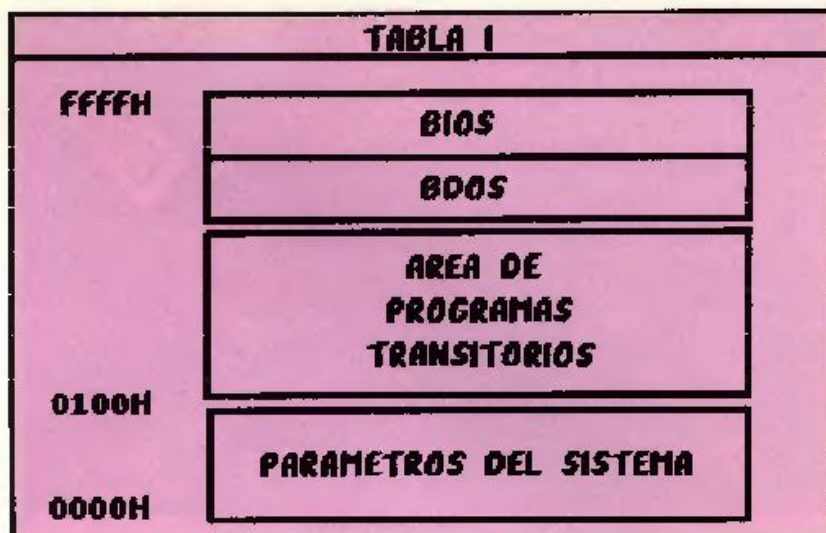 TABLA I
FFFFH
BIOS
BDOS
AREA DE
PROGRAMAS
TRANSITORIOS
0100H
PARAMETROS DEL SISTEMA
0000H